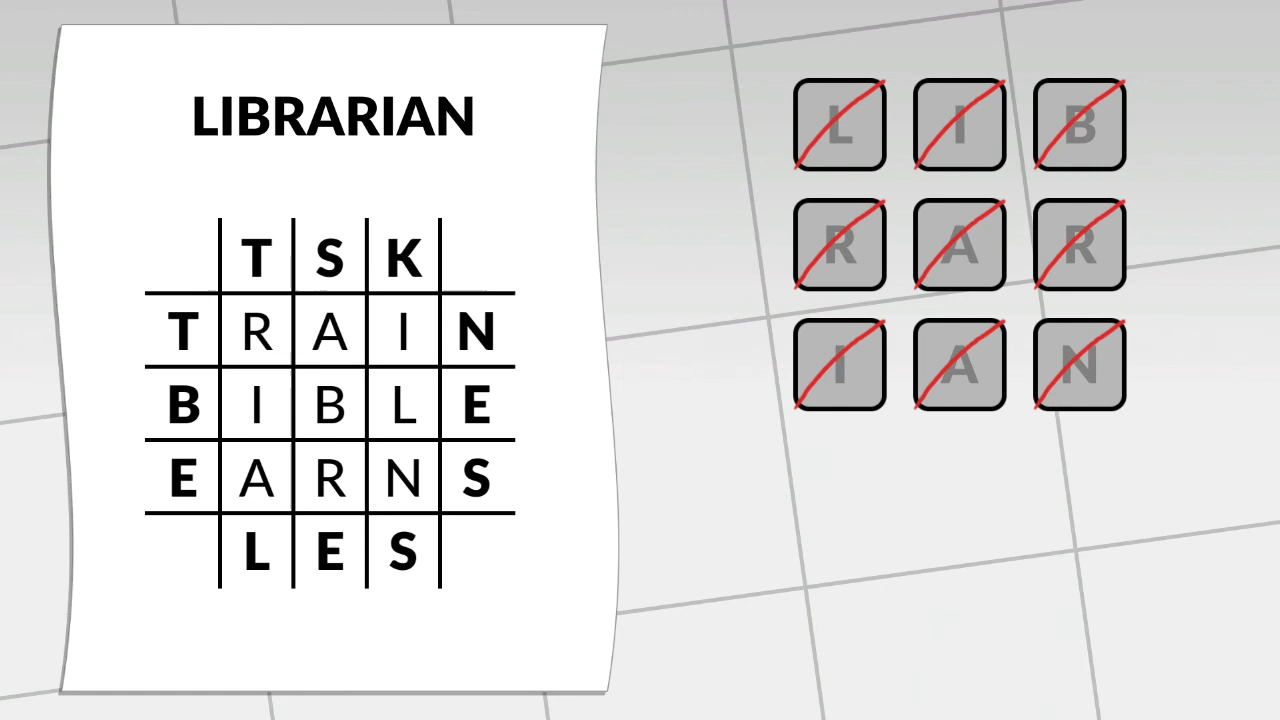 LIBRARIAN
T S K
T R A I N
B I B L E
E A R N S
L E S
L I B
R A R
I A N